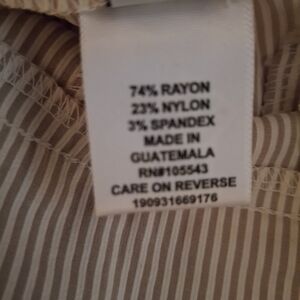 74% RAYON
23% NYLON
3% SPANDEX
MADE IN
GUATEMALA
RN#105543
CARE ON REVERSE
190931669176